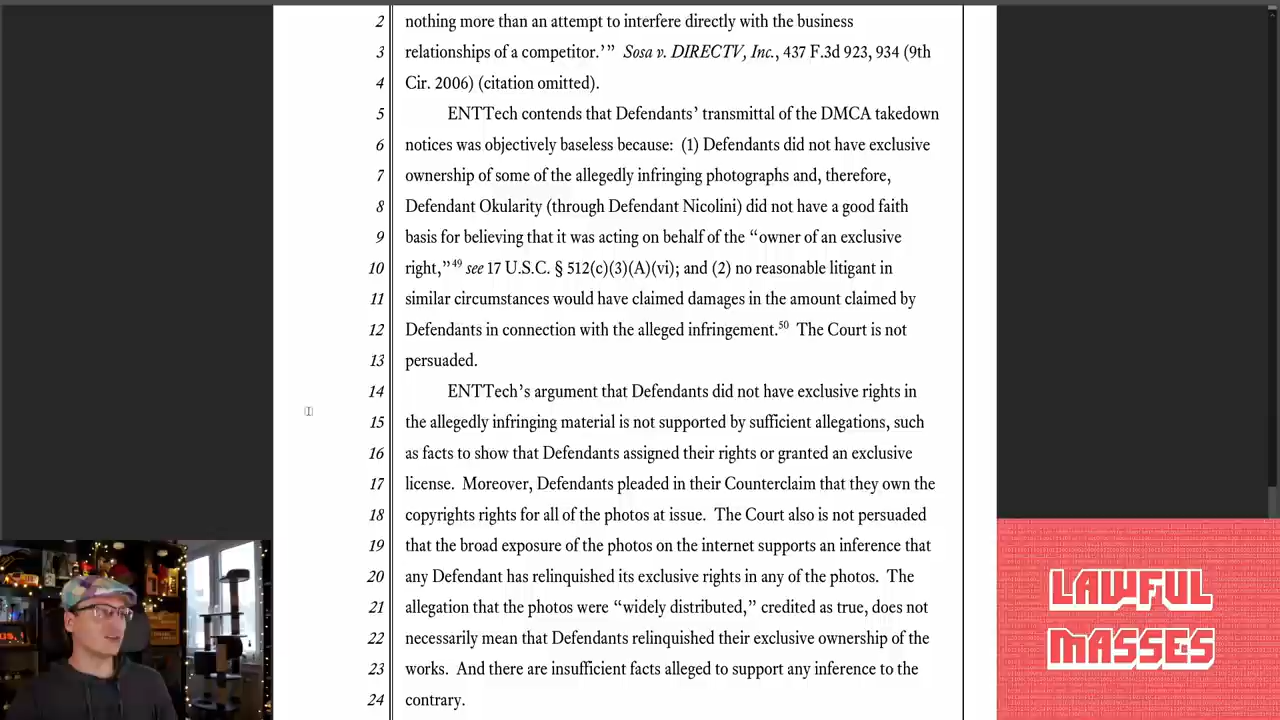 2 nothing more than an attempt to interfere directly with the business
3 relationships of a competitor.’” Sosa v. DIRECTV, Inc., 437 F.3d 923, 934 (9th
4 Cir. 2006) (citation omitted).
5 ENTTech contends that Defendants’ transmittal of the DMCA takedown
6 notices was objectively baseless because: (1) Defendants did not have exclusive
7 ownership of some of the allegedly infringing photographs and, therefore,
8 Defendant Okularity (through Defendant Nicolini) did not have a good faith
9 basis for believing that it was acting on behalf of the “owner of an exclusive
10 right,”49 see 17 U.S.C. § 512(c)(3)(A)(vi); and (2) no reasonable litigant in
11 similar circumstances would have claimed damages in the amount claimed by
12 Defendants in connection with the alleged infringement.50 The Court is not
13 persuaded.
14 ENTTech’s argument that Defendants did not have exclusive rights in
15 the allegedly infringing material is not supported by sufficient allegations, such
16 as facts to show that Defendants assigned their rights or granted an exclusive
17 license. Moreover, Defendants pleaded in their Counterclaim that they own the
18 copyrights rights for all of the photos at issue. The Court also is not persuaded
19 that the broad exposure of the photos on the internet supports an inference that
20 any Defendant has relinquished its exclusive rights in any of the photos. The
21 allegation that the photos were “widely distributed,” credited as true, does not
22 necessarily mean that Defendants relinquished their exclusive ownership of the
23 works. And there are insufficient facts alleged to support any inference to the
24 contrary.
LAWFUL
MASSES